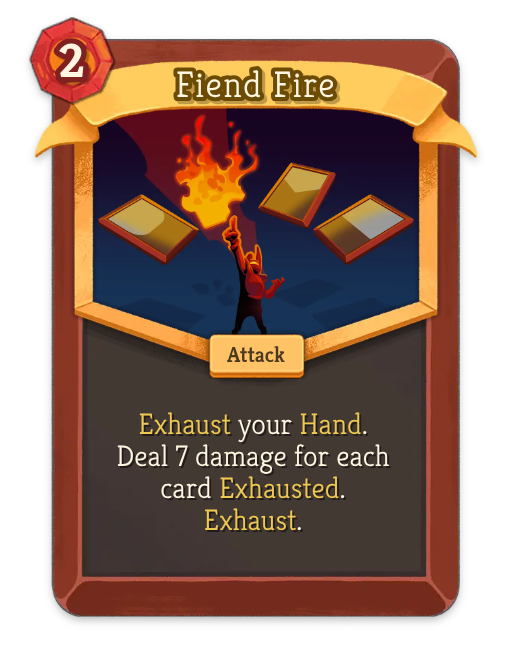 2
Fiend Fire
Attack
Exhaust your Hand.
Deal 7 damage for each
card Exhausted.
Exhaust.